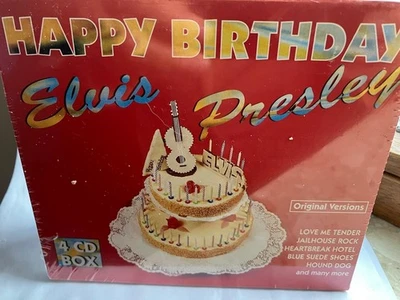 HAPPY BIRTHDAY
Elvis Presley
ELVIS
Original Versions
LOVE ME TENDER
JAILHOUSE ROCK
HEARTBREAK HOTEL
BLUE SUEDE SHOES
HOUND DOG
and many more
4 CD
BOX